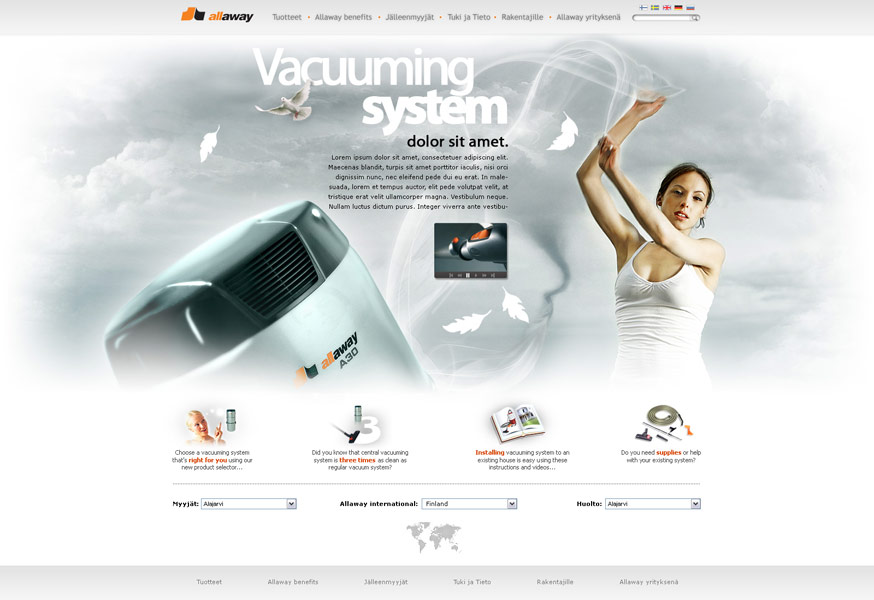 allaway
Tuotteet • Allaway benefits • Jälleenmyyjät • Tuki ja Tieto • Rakentajille • Allaway yrityksenä
Vacuuming
system
dolor sit amet.
Lorem ipsum dolor sit amet, consectetuer adipiscing elit.
Maecenas blandit, turpis sit amet porttitor iaculis, nisi orci
dignissim nunc, nec eleifend pede dui eu erat. In male-
suada, lorem et tempus auctor, elit pede volutpat velit, at
tristique erat velit ullamcorper magna. Vestibulum neque.
Nullam luctus dictum purus. Integer viverra ante vestibu-
allaway
A30
3
Choose a vacuuming system
that's right for you using our
new product selector...
Did you know that central vacuuming
system is three times as clean as
regular vacuum system?
Installing vacuuming system to an
existing house is easy using these
instructions and videos...
Do you need supplies or help
with your existing system?
Myyjät: Alajarvi
Allaway international: Finland
Huolto: Alajarvi
Tuotteet Allaway benefits Jälleenmyyjät Tuki ja Tieto Rakentajille Allaway yrityksenä